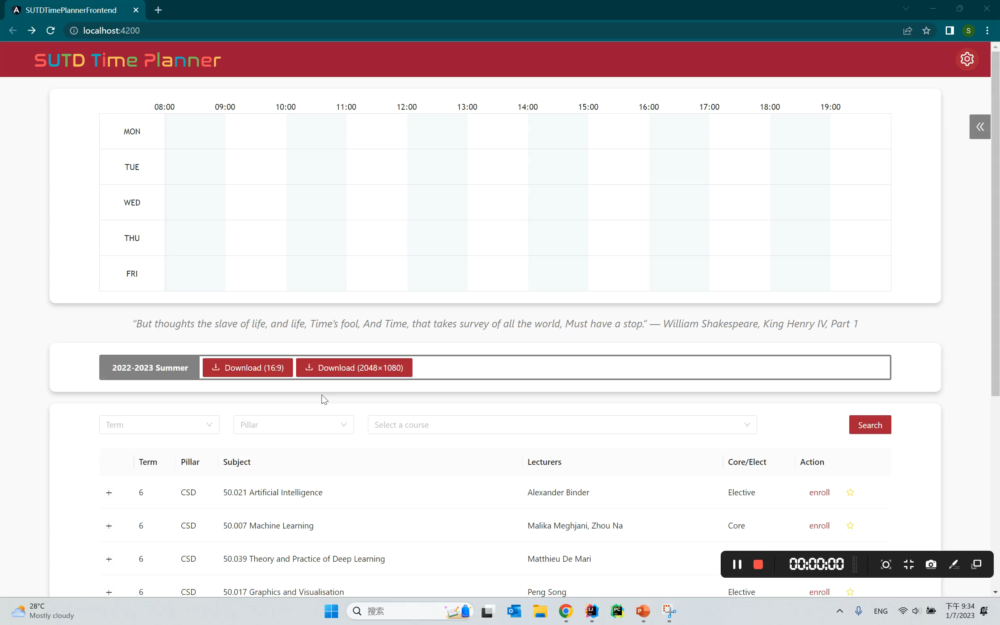 SUTDTimePlannerFrontend
localhost:4200
S
SUTD Time Planner
08:00 09:00 10:00 11:00 12:00 13:00 14:00 15:00 16:00 17:00 18:00 19:00
MON
TUE
WED
THU
FRI
“But thoughts the slave of life, and life, Time’s fool, And Time, that takes survey of all the world, Must have a stop.” — William Shakespeare, King Henry IV, Part 1
2022-2023 Summer Download (16:9) Download (2048×1080)
Term Pillar Select a course Search
Term Pillar Subject Lecturers Core/Elect Action
6 CSD 50.021 Artificial Intelligence Alexander Binder Elective enroll
6 CSD 50.007 Machine Learning Malika Meghjani, Zhou Na Core enroll
6 CSD 50.039 Theory and Practice of Deep Learning Matthieu De Mari
00:00:00
6 CSD 50.017 Graphics and Visualisation Peng Song Elective enroll
28°C
Mostly cloudy
搜索
ENG
下午 9:34
1/7/2023